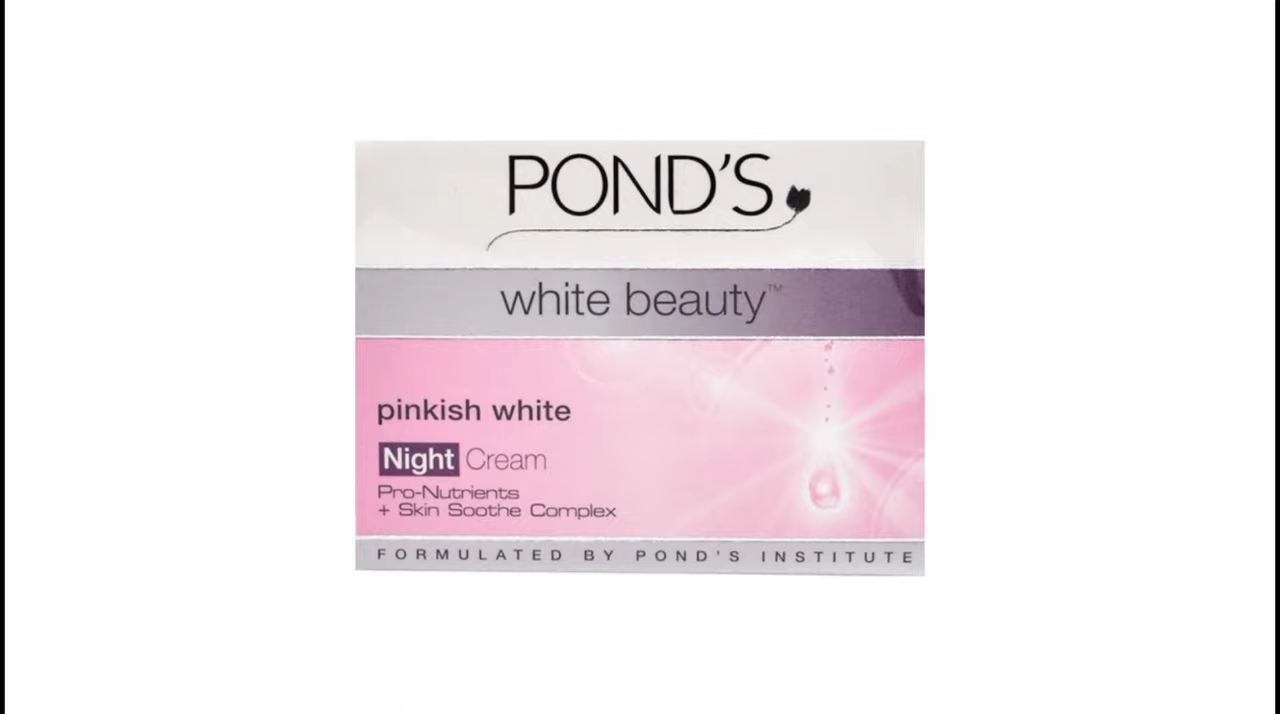 POND'S
white beauty™
pinkish white
Night Cream
Pro-Nutrients
+ Skin Soothe Complex
FORMULATED BY POND'S INSTITUTE